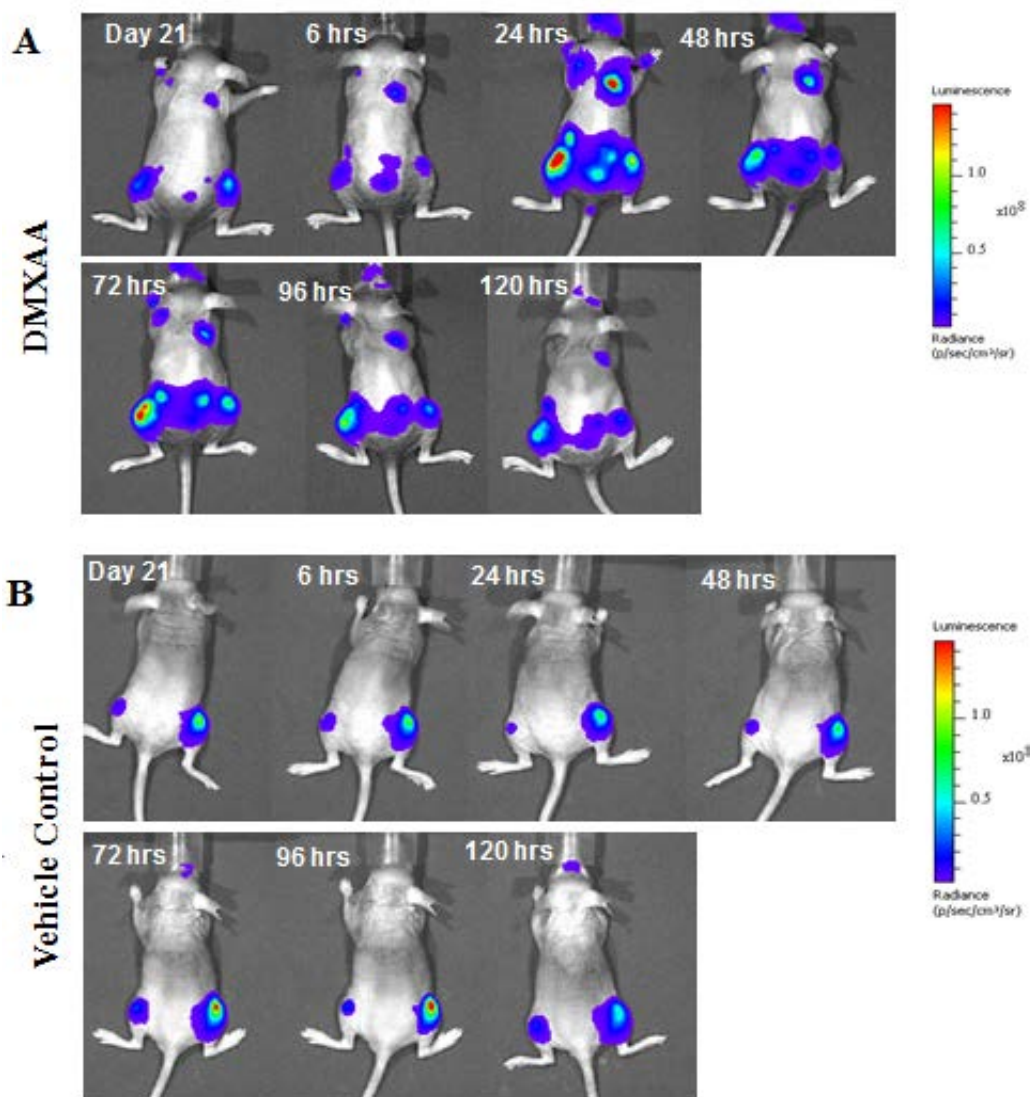 A
Day 21
6 hrs
24 hrs
48 hrs
Luminescence
1.0
x10⁸
0.5
Radiance
(p/sec/cm²/sr)
DMXAA
72 hrs
96 hrs
120 hrs
B
Day 21
6 hrs
24 hrs
48 hrs
Luminescence
1.0
0.5
Radiance
(p/sec/cm²/sr)
Vehicle Control
72 hrs
96 hrs
120 hrs